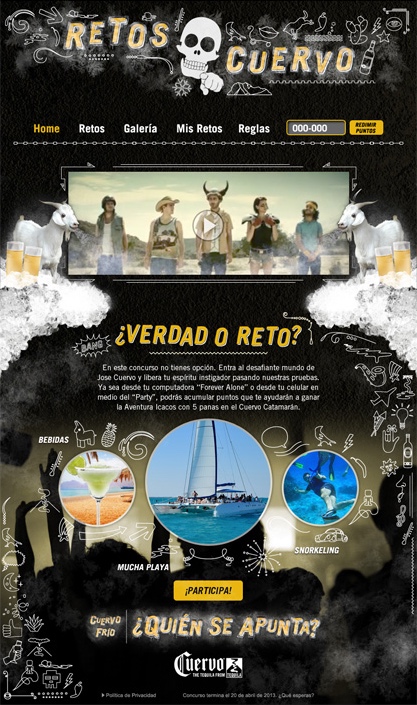 RETOS
CUERVO
Home Retos Galería Mis Retos Reglas 000-000 REDIMIR PUNTOS
BANG
¿VERDAD O RETO?
En este concurso no tienes opción. Entra al desafiante mundo de
Jose Cuervo y libera tu espíritu instigador pasando nuestras pruebas.
Ya sea desde tu computadora "Forever Alone" o desde tu celular en
medio del "Party", podrás acumular puntos que te ayudarán a ganar
la Aventura Icacos con 5 panas en el Cuervo Catamarán.
BEBIDAS
MUCHA PLAYA
SNORKELING
¡PARTICIPA!
CUERVO
FRÍO
¿QUIÉN SE APUNTA?
Cuervo
THE TEQUILA FROM TEQUILA
Política de Privacidad Concurso termina el 20 de abril de 2013. ¿Qué esperas?